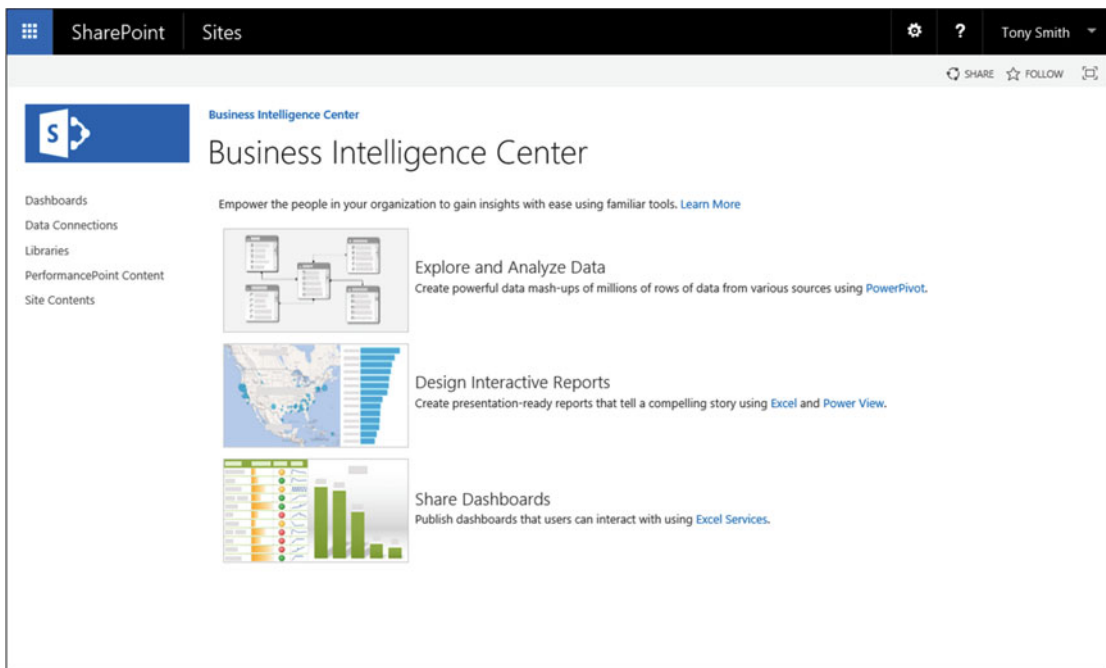 SharePoint Sites ? Tony Smith
SHARE FOLLOW
S
Business Intelligence Center
Business Intelligence Center
Dashboards
Data Connections
Libraries
PerformancePoint Content
Site Contents
Empower the people in your organization to gain insights with ease using familiar tools. Learn More
Explore and Analyze Data
Create powerful data mash-ups of millions of rows of data from various sources using PowerPivot.
Design Interactive Reports
Create presentation-ready reports that tell a compelling story using Excel and Power View.
Share Dashboards
Publish dashboards that users can interact with using Excel Services.